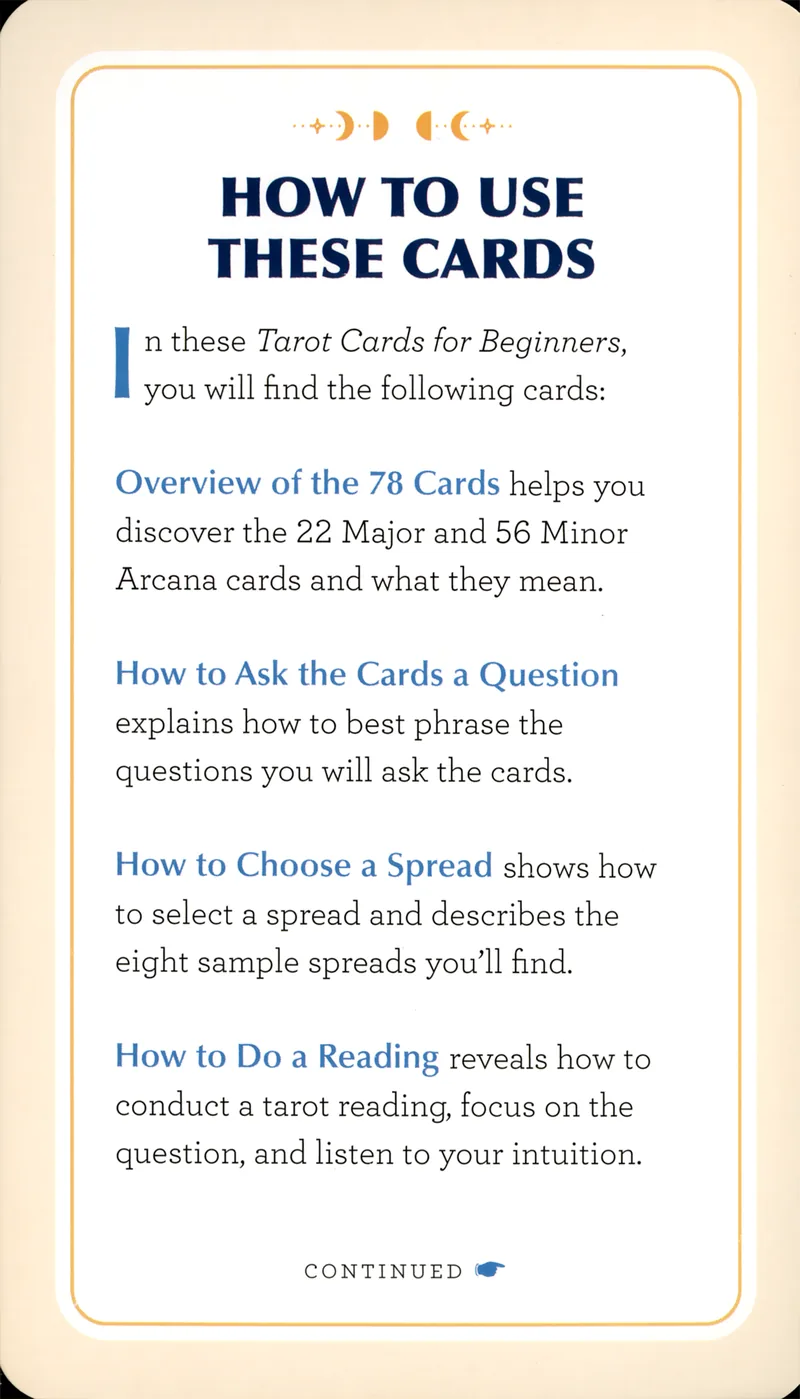 HOW TO USE
THESE CARDS
In these Tarot Cards for Beginners,
you will find the following cards:
Overview of the 78 Cards helps you
discover the 22 Major and 56 Minor
Arcana cards and what they mean.
How to Ask the Cards a Question
explains how to best phrase the
questions you will ask the cards.
How to Choose a Spread shows how
to select a spread and describes the
eight sample spreads you’ll find.
How to Do a Reading reveals how to
conduct a tarot reading, focus on the
question, and listen to your intuition.
CONTINUED